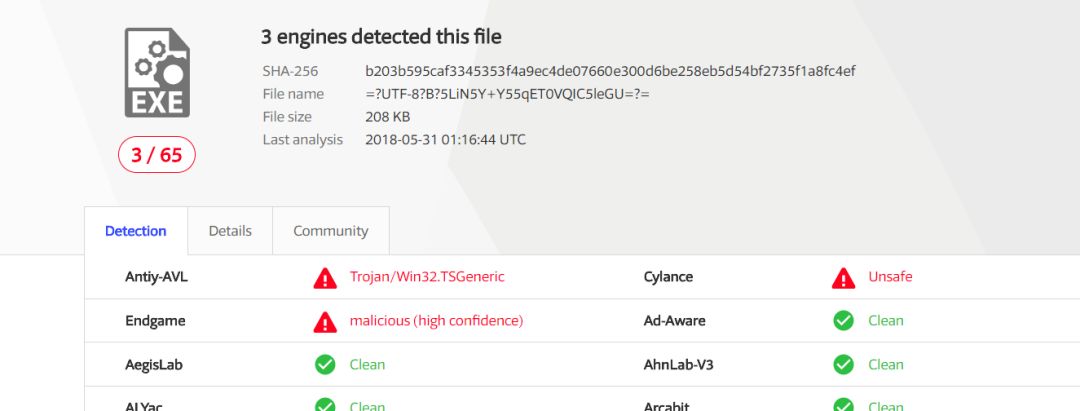 3 engines detected this file
SHA-256 b203b595caf3345353f4a9ec4de07660e300d6be258eb5d54bf2735f1a8fc4ef
File name =?UTF-8?B?5LiN5Y+Y55qET0VQIC5leGU=?=
File size 208 KB
Last analysis 2018-05-31 01:16:44 UTC
EXE
3 / 65
Detection Details Community
Antiy-AVL Trojan/Win32.TSGeneric Cylance Unsafe
Endgame malicious (high confidence) Ad-Aware Clean
AegisLab Clean AhnLab-V3 Clean
ALYac Clean Arcabit Clean